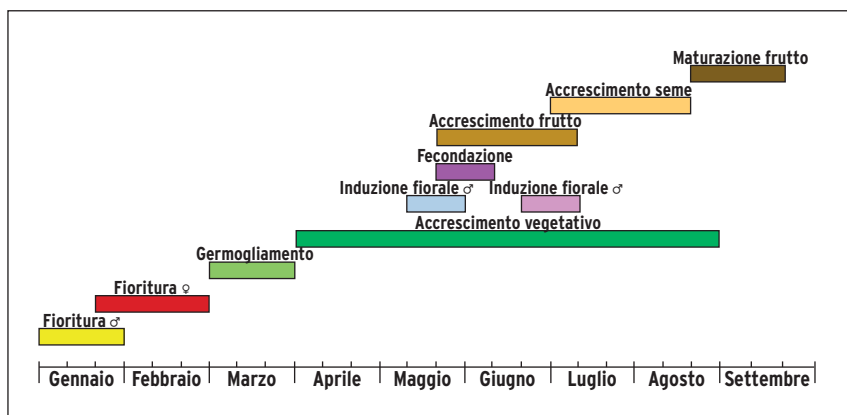 Maturazione frutto
Accrescimento seme
Accrescimento frutto
Fecondazione
Induzione fiorale ♂ Induzione fiorale ♂
Accrescimento vegetativo
Germogliamento
Fioritura ♀
Fioritura ♂
Gennaio Febbraio Marzo Aprile Maggio Giugno Luglio Agosto Settembre